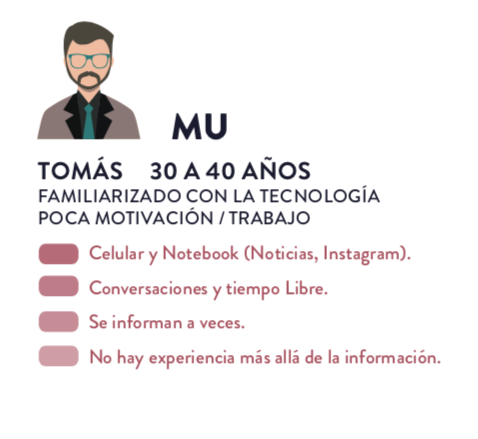 MU
TOMÁS 30 A 40 AÑOS
FAMILIARIZADO CON LA TECNOLOGÍA
POCA MOTIVACIÓN / TRABAJO
Celular y Notebook (Noticias, Instagram).
Conversaciones y tiempo Libre.
Se informan a veces.
No hay experiencia más allá de la información.